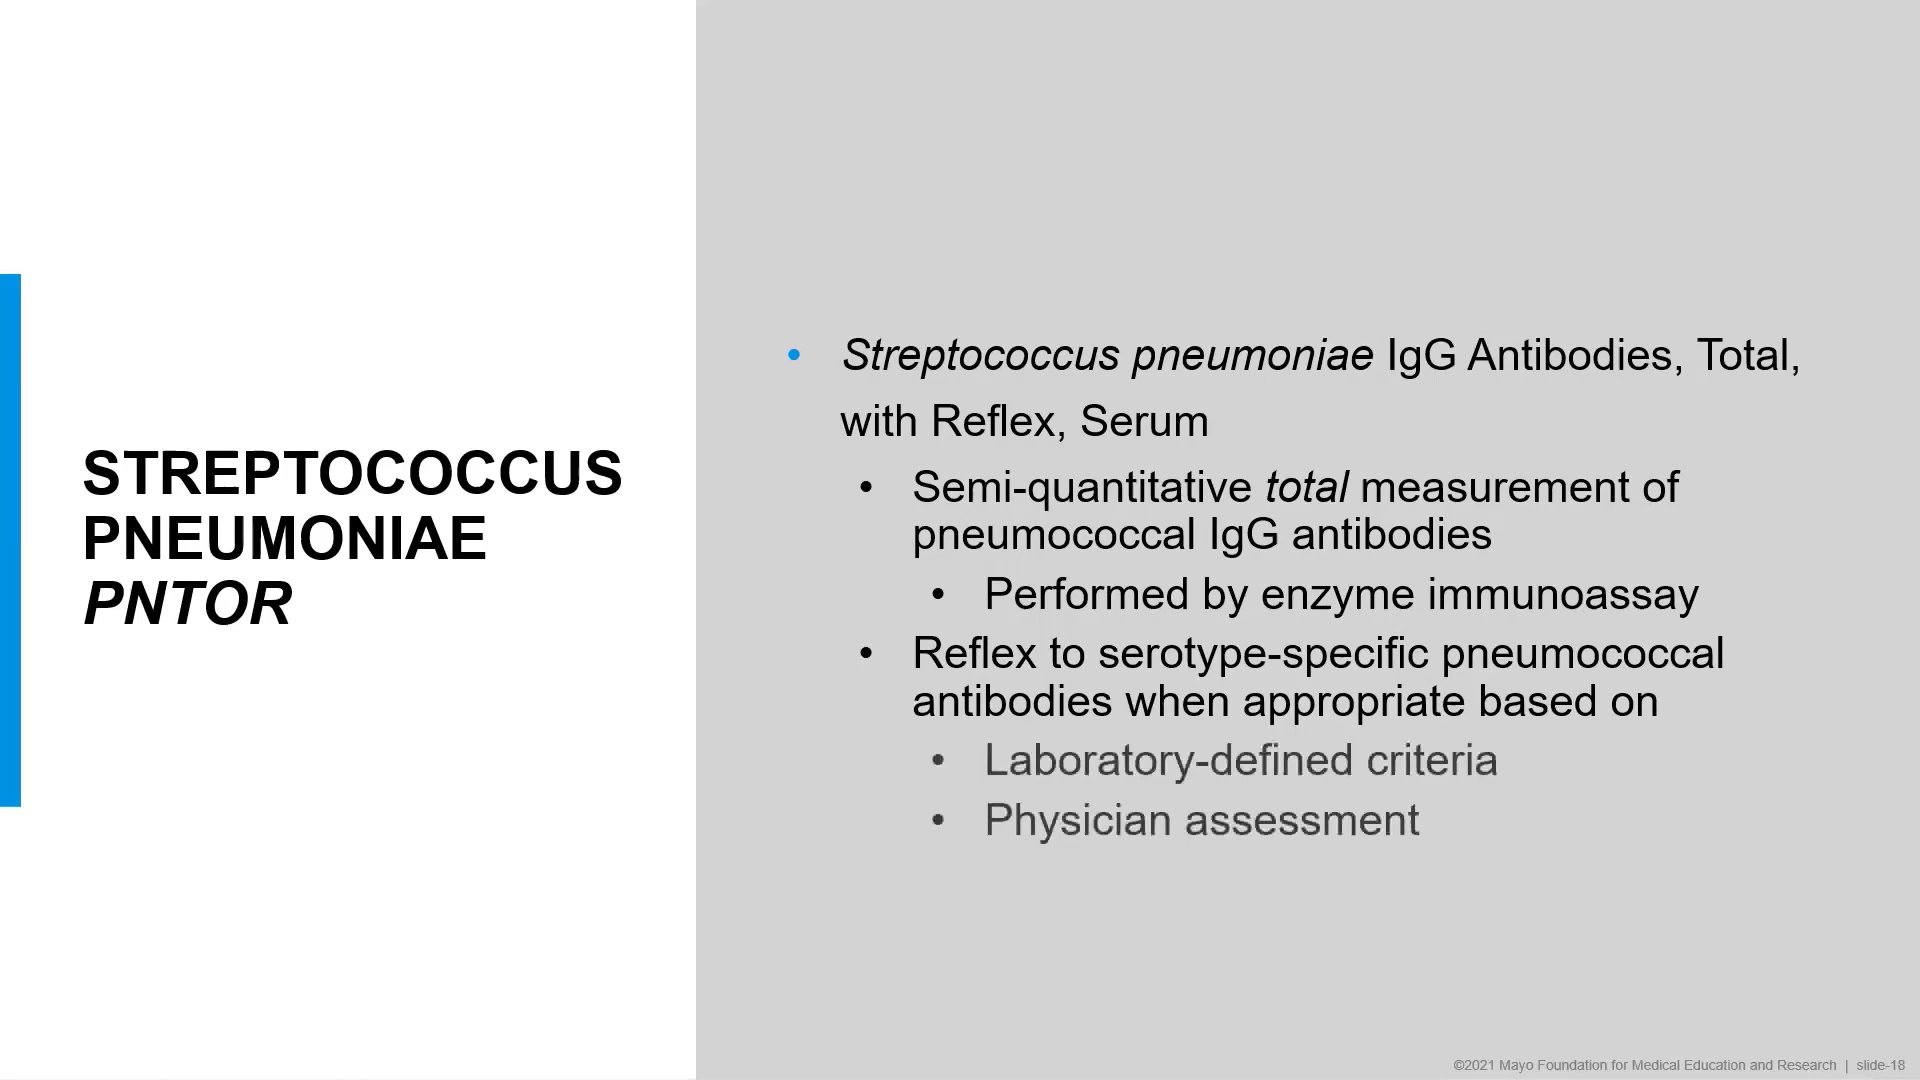 STREPTOCOCCUS
PNEUMONIAE
PNTOR
• Streptococcus pneumoniae IgG Antibodies, Total,
with Reflex, Serum
• Semi-quantitative total measurement of
pneumococcal IgG antibodies
• Performed by enzyme immunoassay
• Reflex to serotype-specific pneumococcal
antibodies when appropriate based on
• Laboratory-defined criteria
• Physician assessment
©2021 Mayo Foundation for Medical Education and Research | slide-18